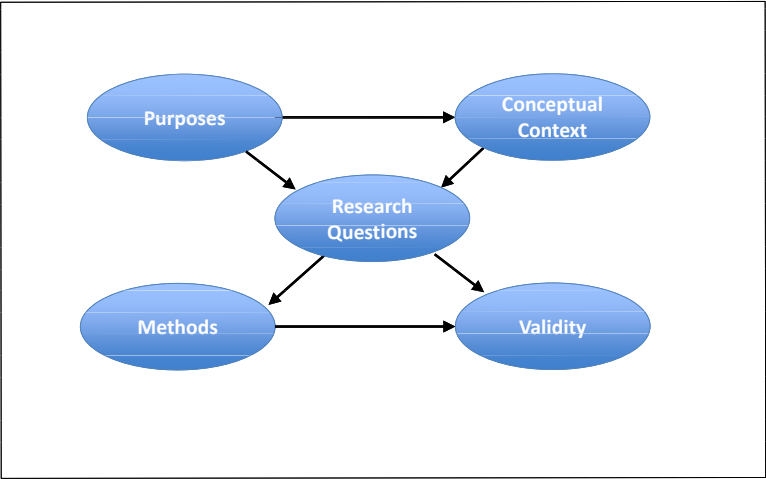 Purposes
Conceptual
Context
Research
Questions
Methods
Validity